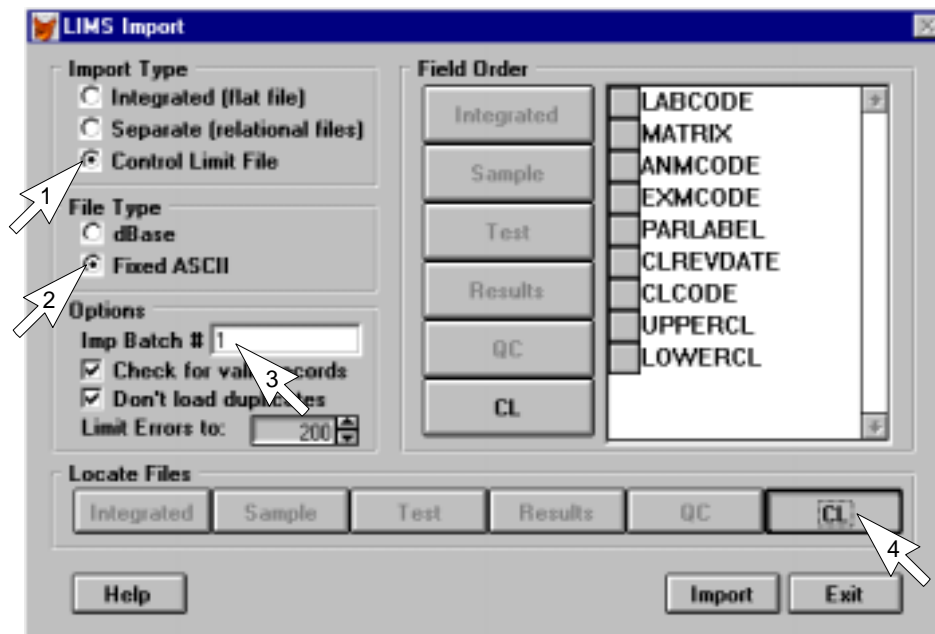 LIMS Import
Import Type
Integrated (flat file)
Separate (relational files)
Control Limit File
1
File Type
dBase
Fixed ASCII
2
Options
Imp Batch # 1
3
Check for valid records
Don't load duplicates
Limit Errors to: 200
Field Order
Integrated
Sample
Test
Results
QC
CL
LABCODE
MATRIX
ANMCODE
EXMCODE
PARLABEL
CLREVDATE
CLCODE
UPPERCL
LOWERCL
Locate Files
Integrated Sample Test Results QC CL
4
Help Import Exit